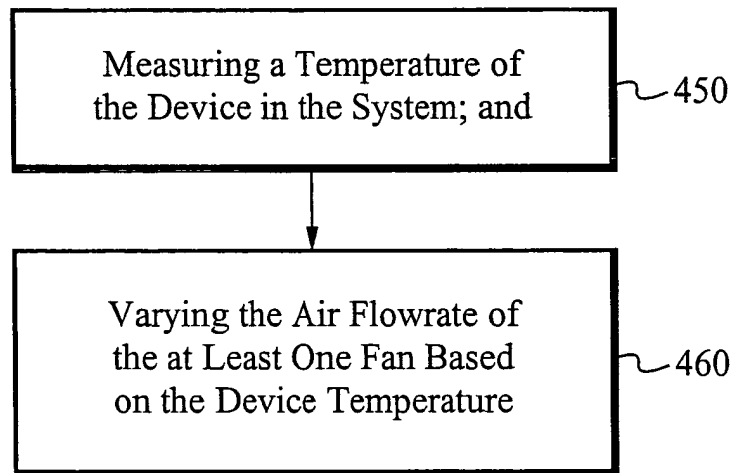 Measuring a Temperature of
the Device in the System; and
450
Varying the Air Flowrate of
the at Least One Fan Based
on the Device Temperature
460